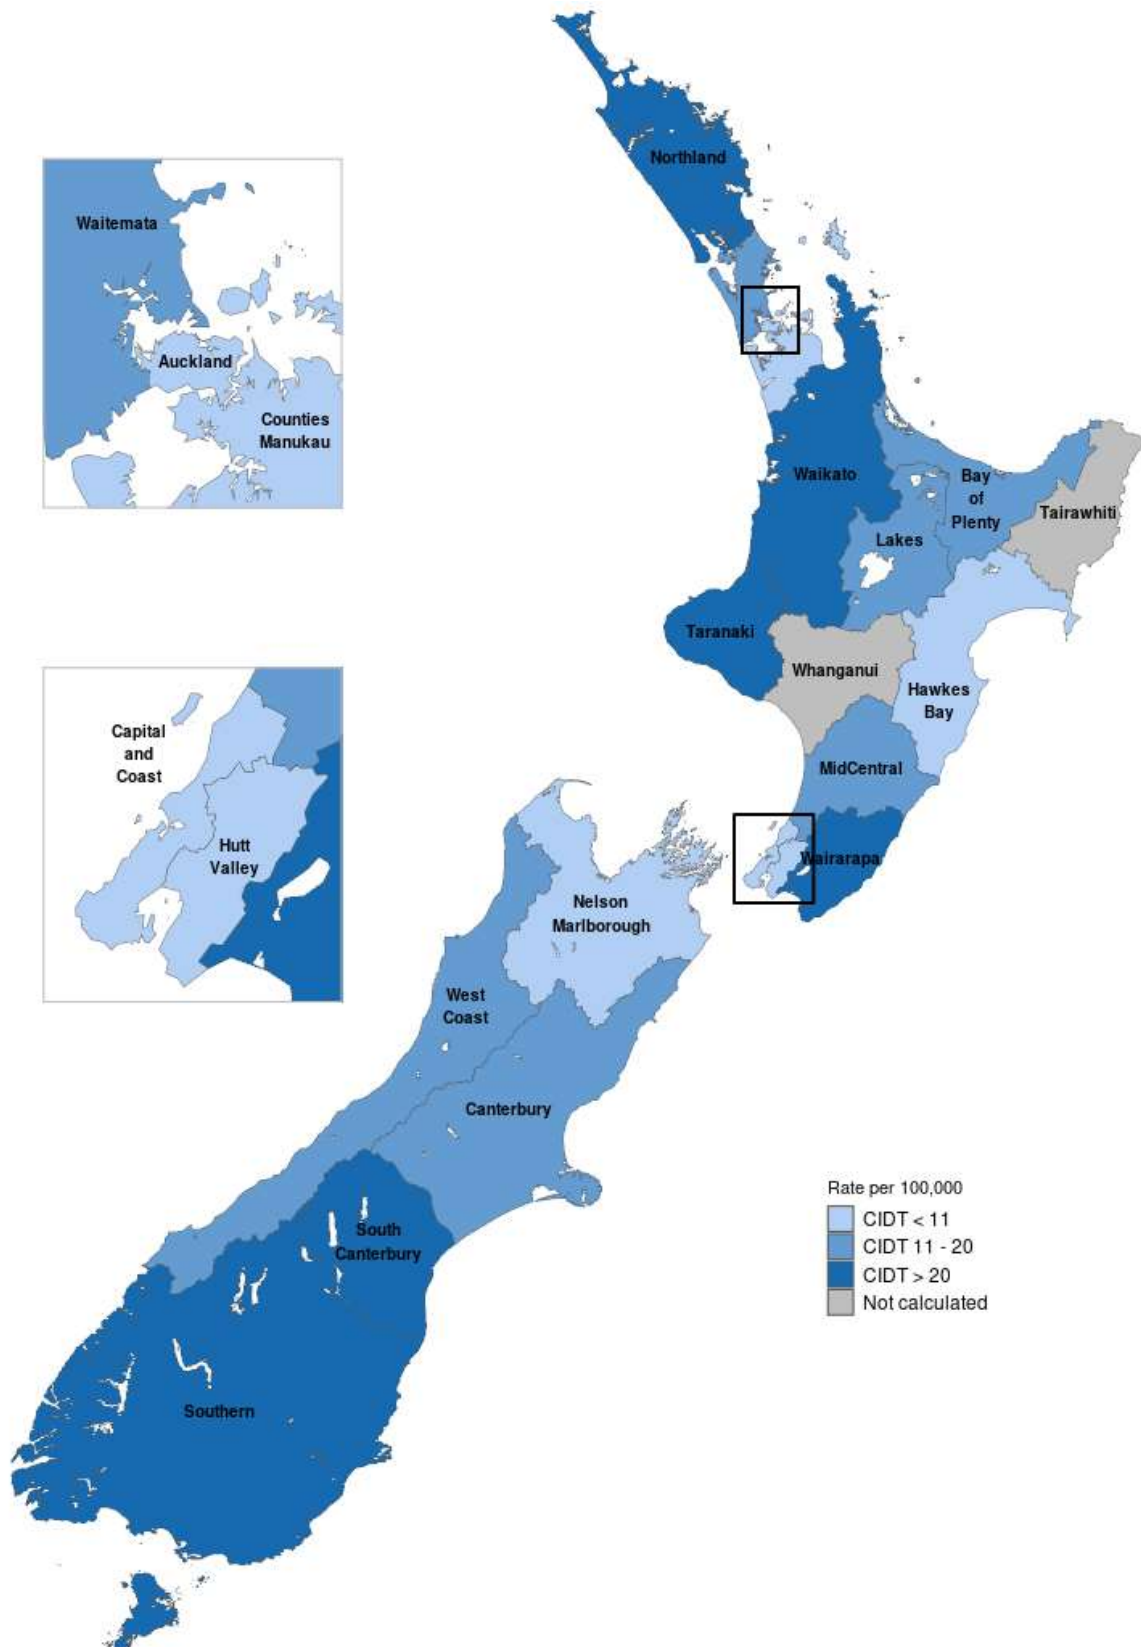 Northland
Waitemata
Auckland
Counties
Manukau
Waikato
Bay
of
Plenty
Tairawhiti
Lakes
Taranaki
Whanganui
Hawkes
Bay
Capital
and
Coast
MidCentral
Hutt
Valley
Wairarapa
Nelson
Marlborough
West
Coast
Canterbury
Rate per 100,000
CIDT < 11
CIDT 11 - 20
CIDT > 20
Not calculated
South
Canterbury
Southern